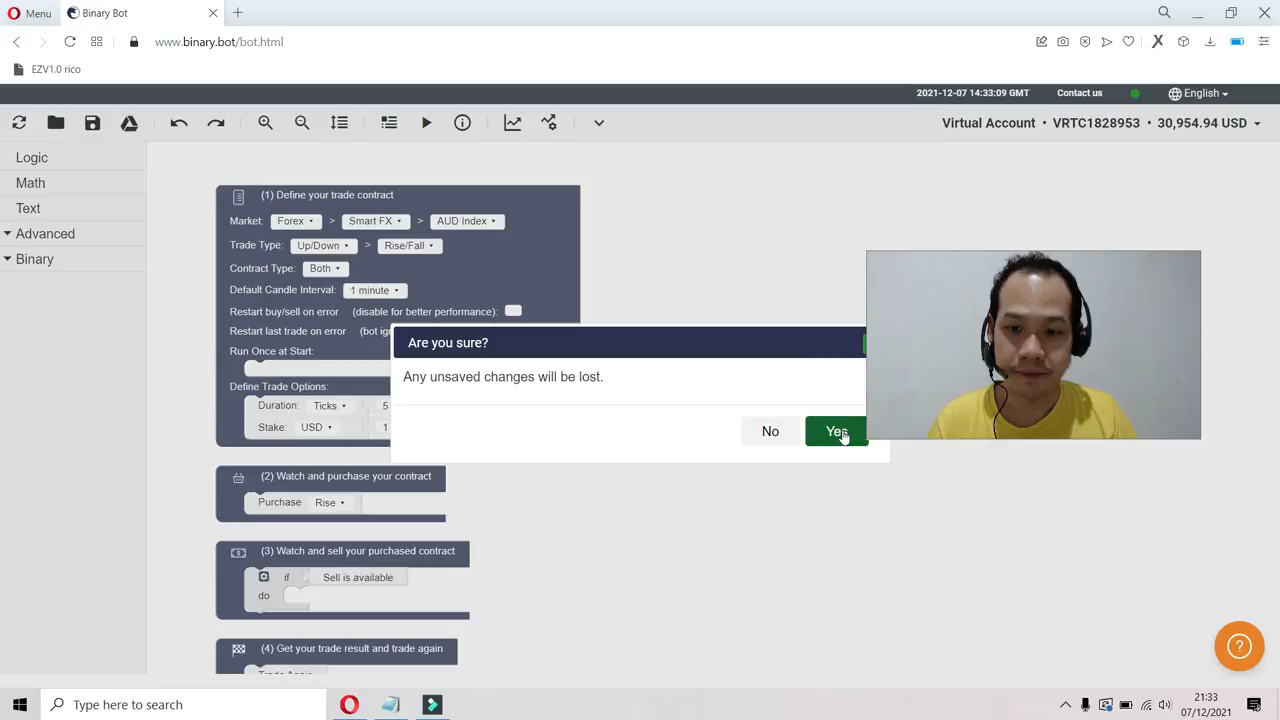 Menu
Binary Bot
www.binary.bot/bot.html
EZV1.0 rico
2021-12-07 14:33:09 GMT
Contact us
English
Virtual Account • VRTC1828953 • 30,954.94 USD
Logic
Math
Text
Advanced
Binary
(1) Define your trade contract
Market: Forex > Smart FX > AUD Index
Trade Type: Up/Down > Rise/Fall
Contract Type: Both
Default Candle Interval: 1 minute
Restart buy/sell on error (disable for better performance):
Restart last trade on error (bot ign
Run Once at Start:
Define Trade Options:
Duration: Ticks 5
Stake: USD 1
Are you sure?
Any unsaved changes will be lost.
No
Yes
(2) Watch and purchase your contract
Purchase Rise
(3) Watch and sell your purchased contract
if Sell is available
do
(4) Get your trade result and trade again
Trade Again
Type here to search
21:33
07/12/2021